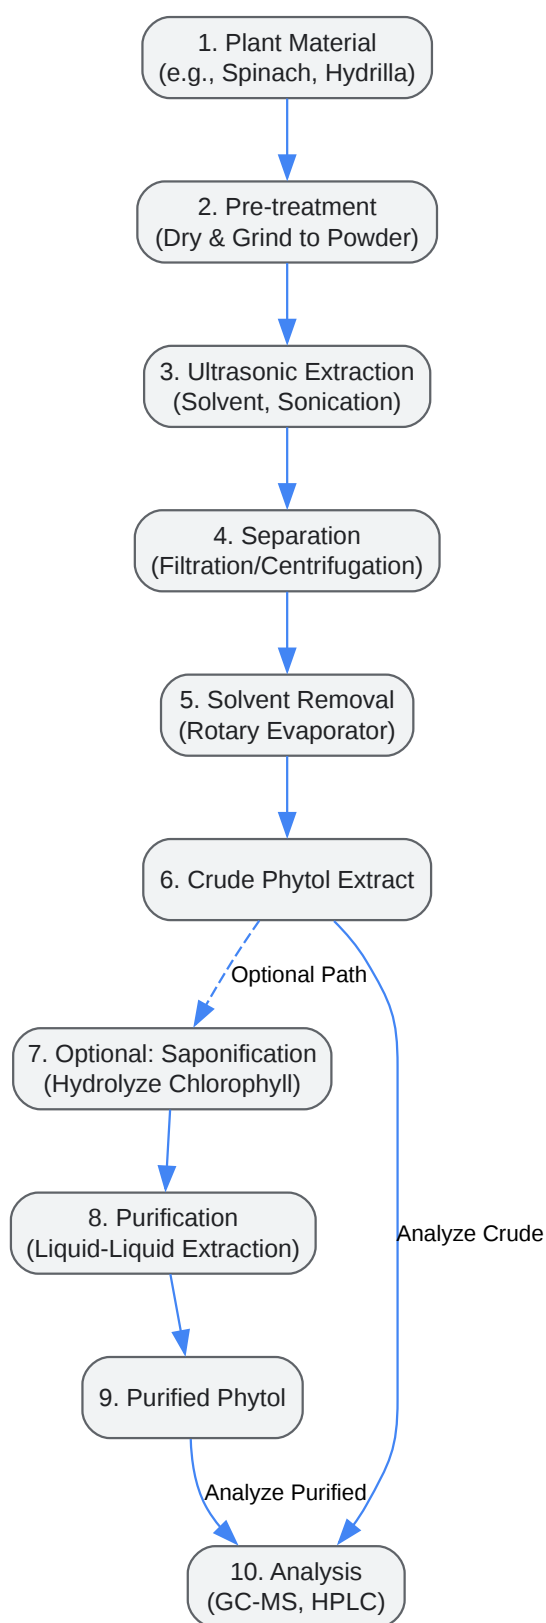 1. Plant Material
(e.g., Spinach, Hydrilla)
2. Pre-treatment
(Dry & Grind to Powder)
3. Ultrasonic Extraction
(Solvent, Sonication)
4. Separation
(Filtration/Centrifugation)
5. Solvent Removal
(Rotary Evaporator)
6. Crude Phytol Extract
Optional Path
7. Optional: Saponification
(Hydrolyze Chlorophyll)
8. Purification
(Liquid-Liquid Extraction)
Analyze Crude
9. Purified Phytol
Analyze Purified
10. Analysis
(GC-MS, HPLC)